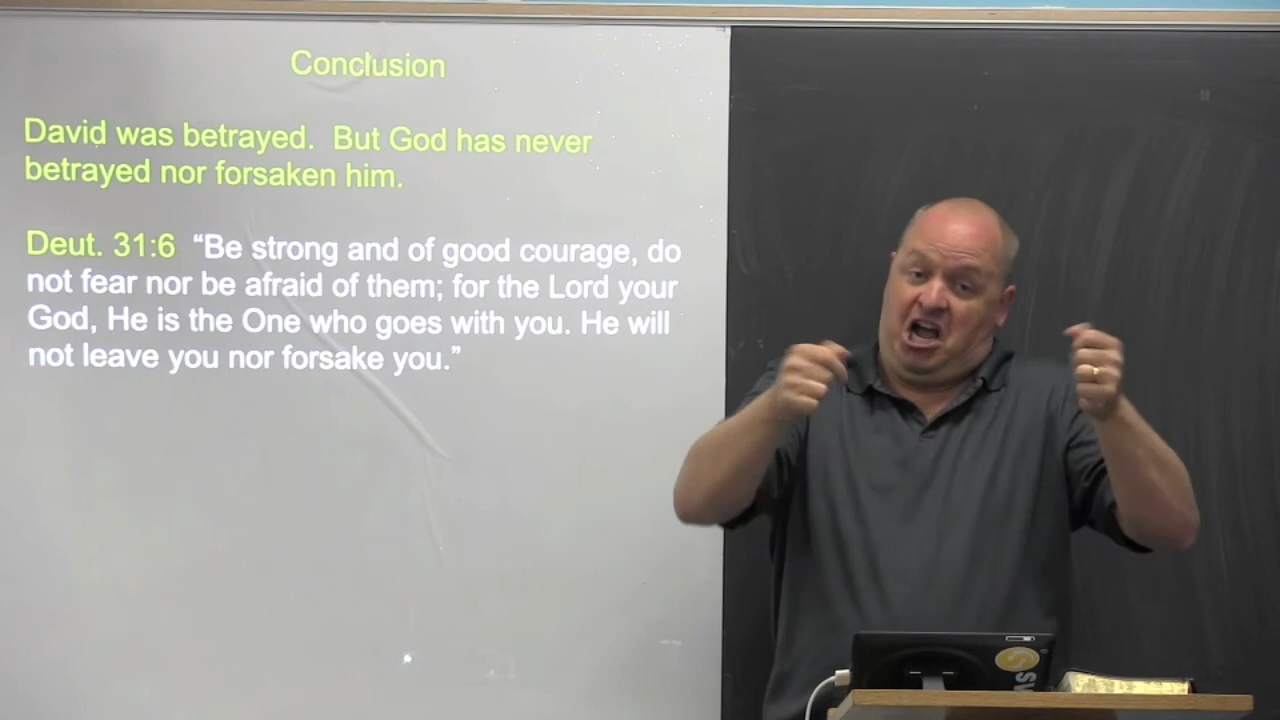 Conclusion
David was betrayed.  But God has never
betrayed nor forsaken him.
Deut. 31:6  “Be strong and of good courage, do
not fear nor be afraid of them; for the Lord your
God, He is the One who goes with you. He will
not leave you nor forsake you.”